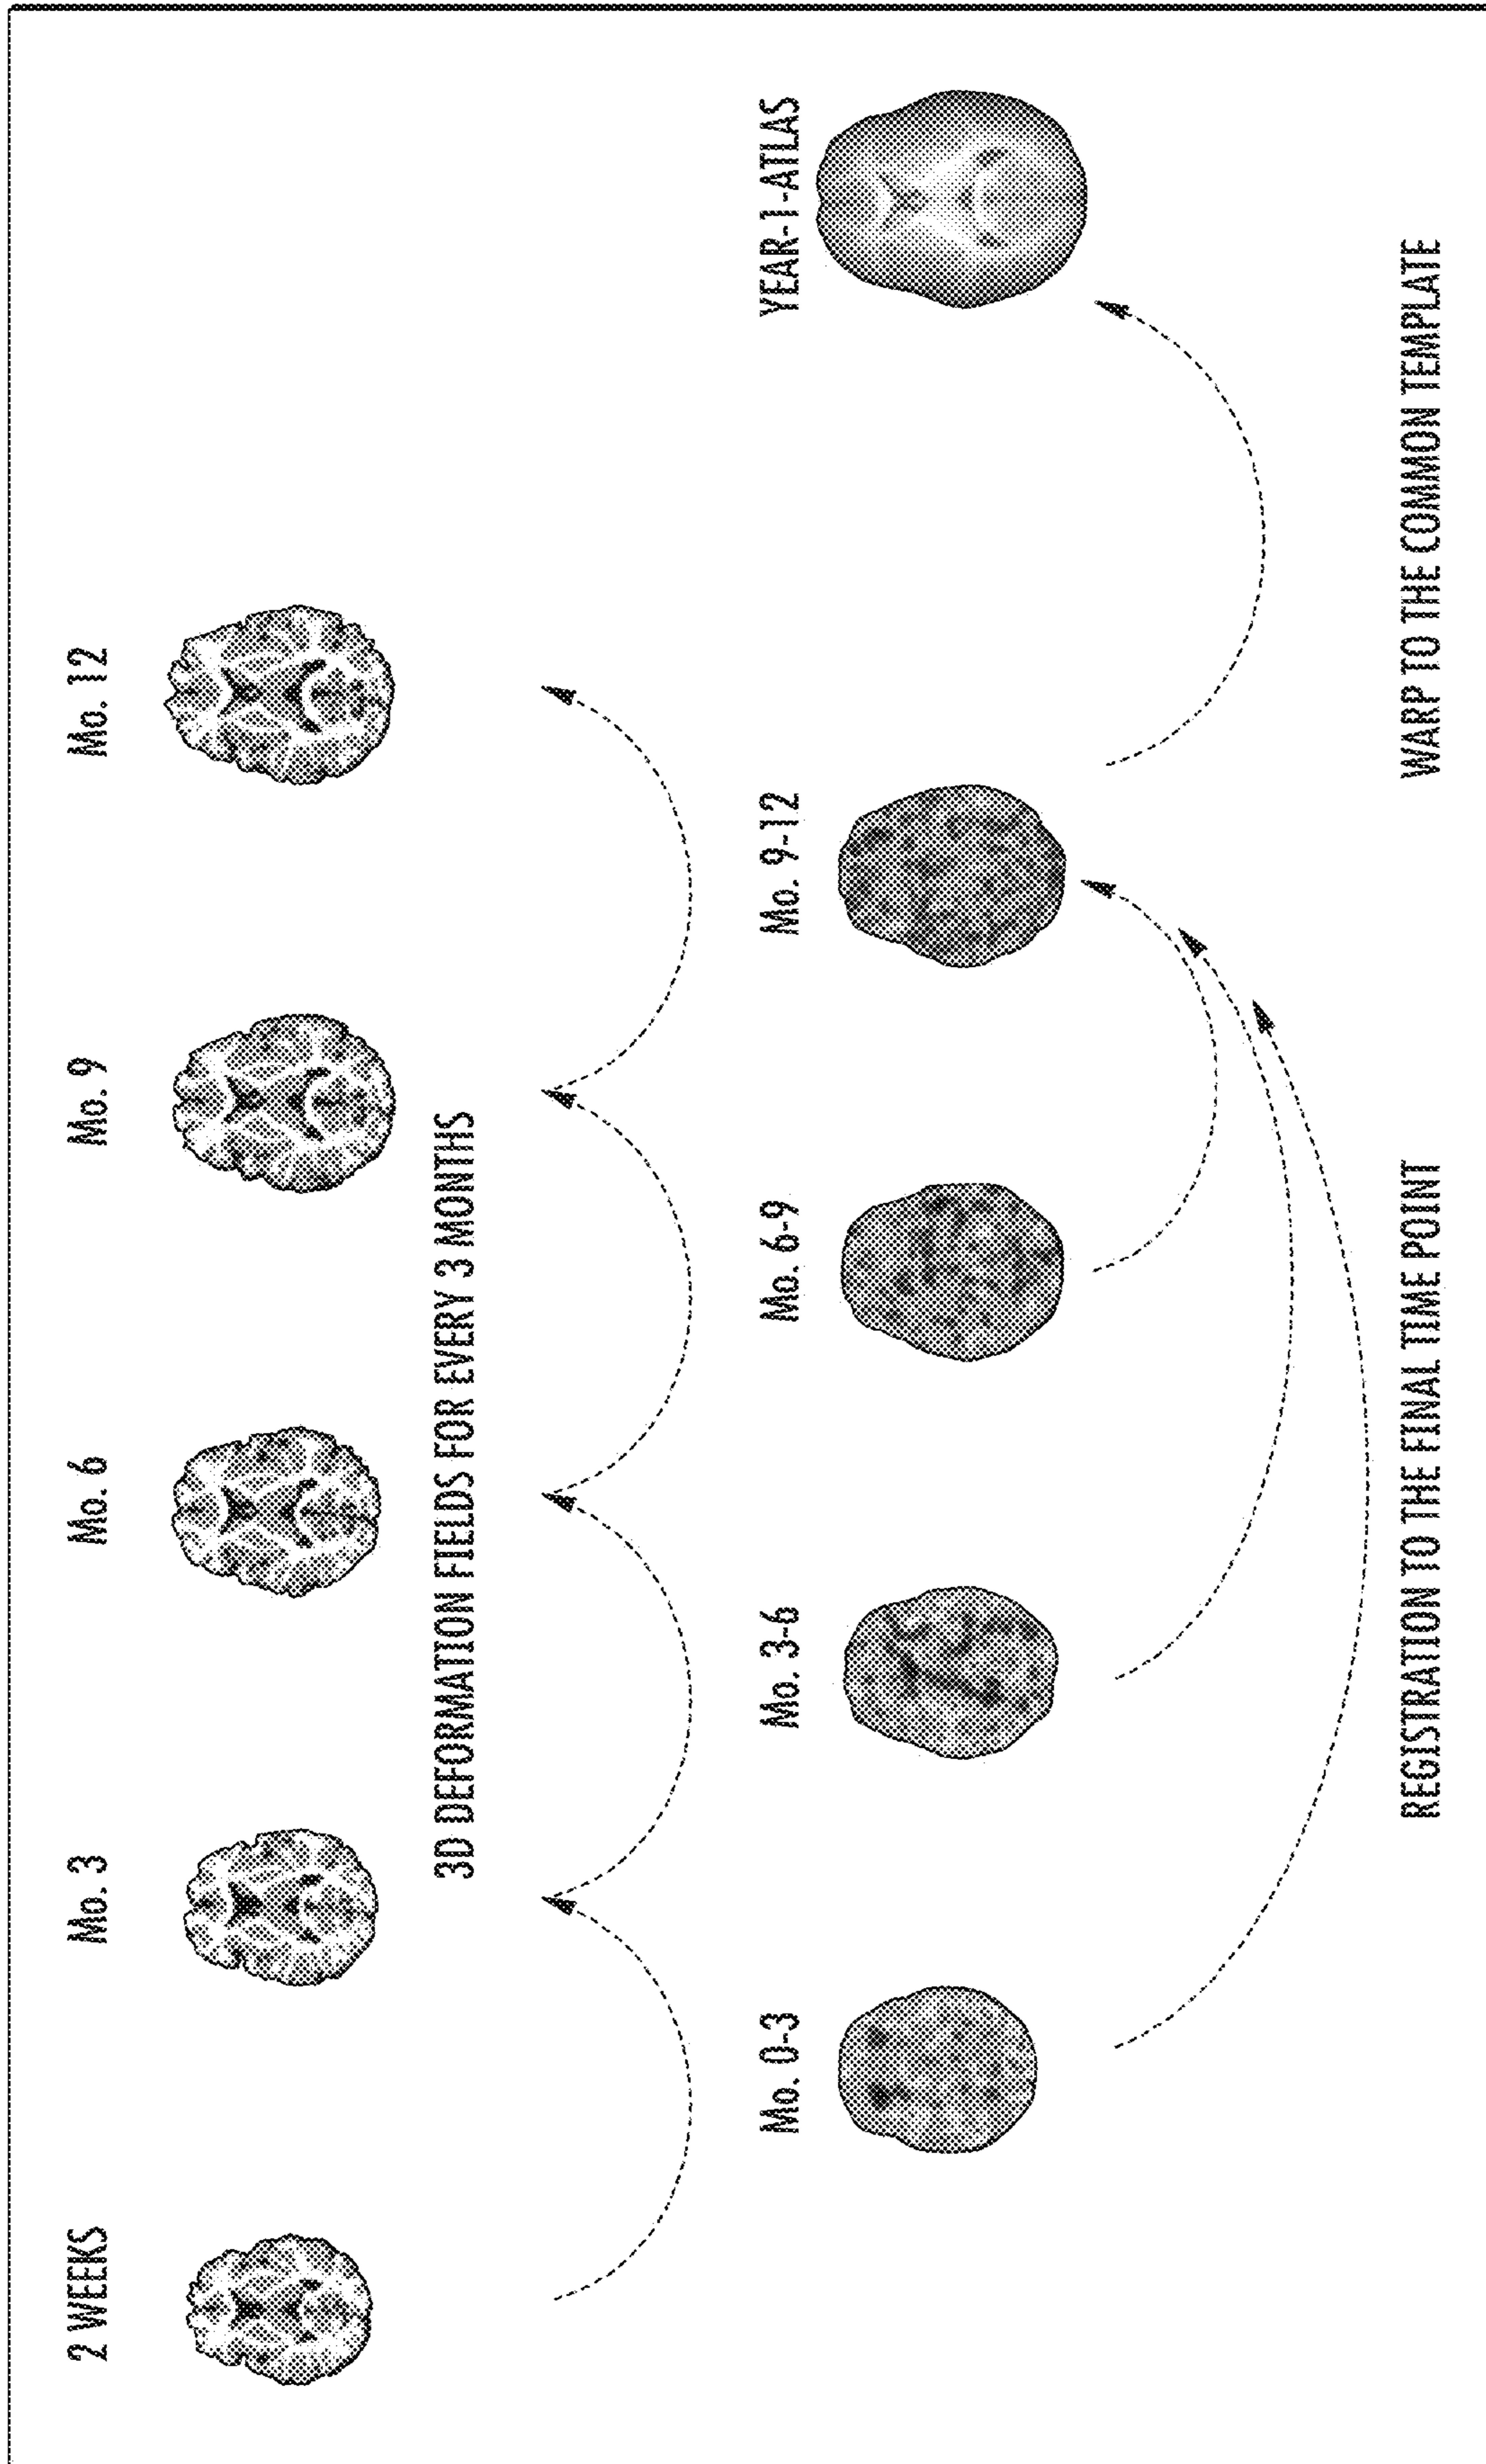 2 WEEKS
Mo. 3
Mo. 6
Mo. 9
Mo. 12
3D DEFORMATION FIELDS FOR EVERY 3 MONTHS
Mo. 0-3
Mo. 3-6
Mo. 6-9
Mo. 9-12
YEAR-1-ATLAS
REGISTRATION TO THE FINAL TIME POINT
WARP TO THE COMMON TEMPLATE